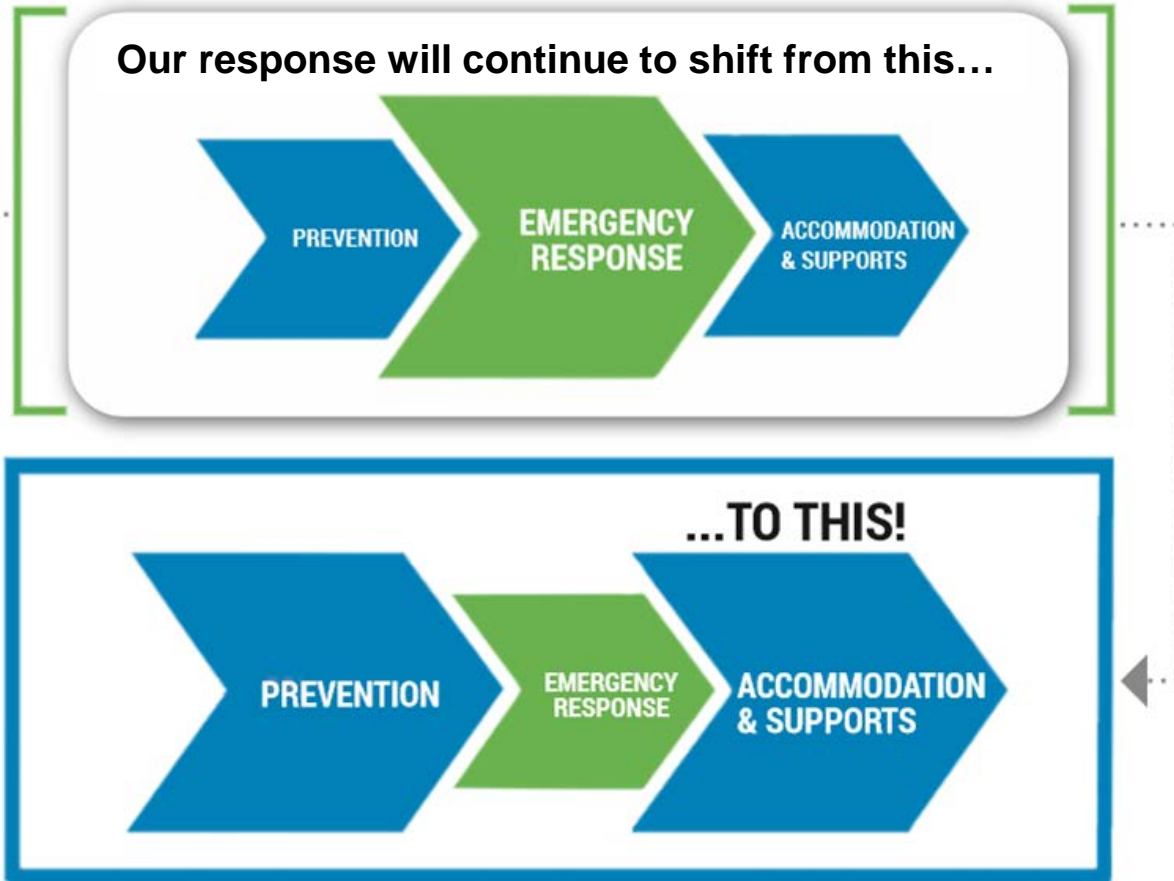 Our response will continue to shift from this…
PREVENTION
EMERGENCY
RESPONSE
ACCOMMODATION
& SUPPORTS
...TO THIS!
PREVENTION
EMERGENCY
RESPONSE
ACCOMMODATION
& SUPPORTS